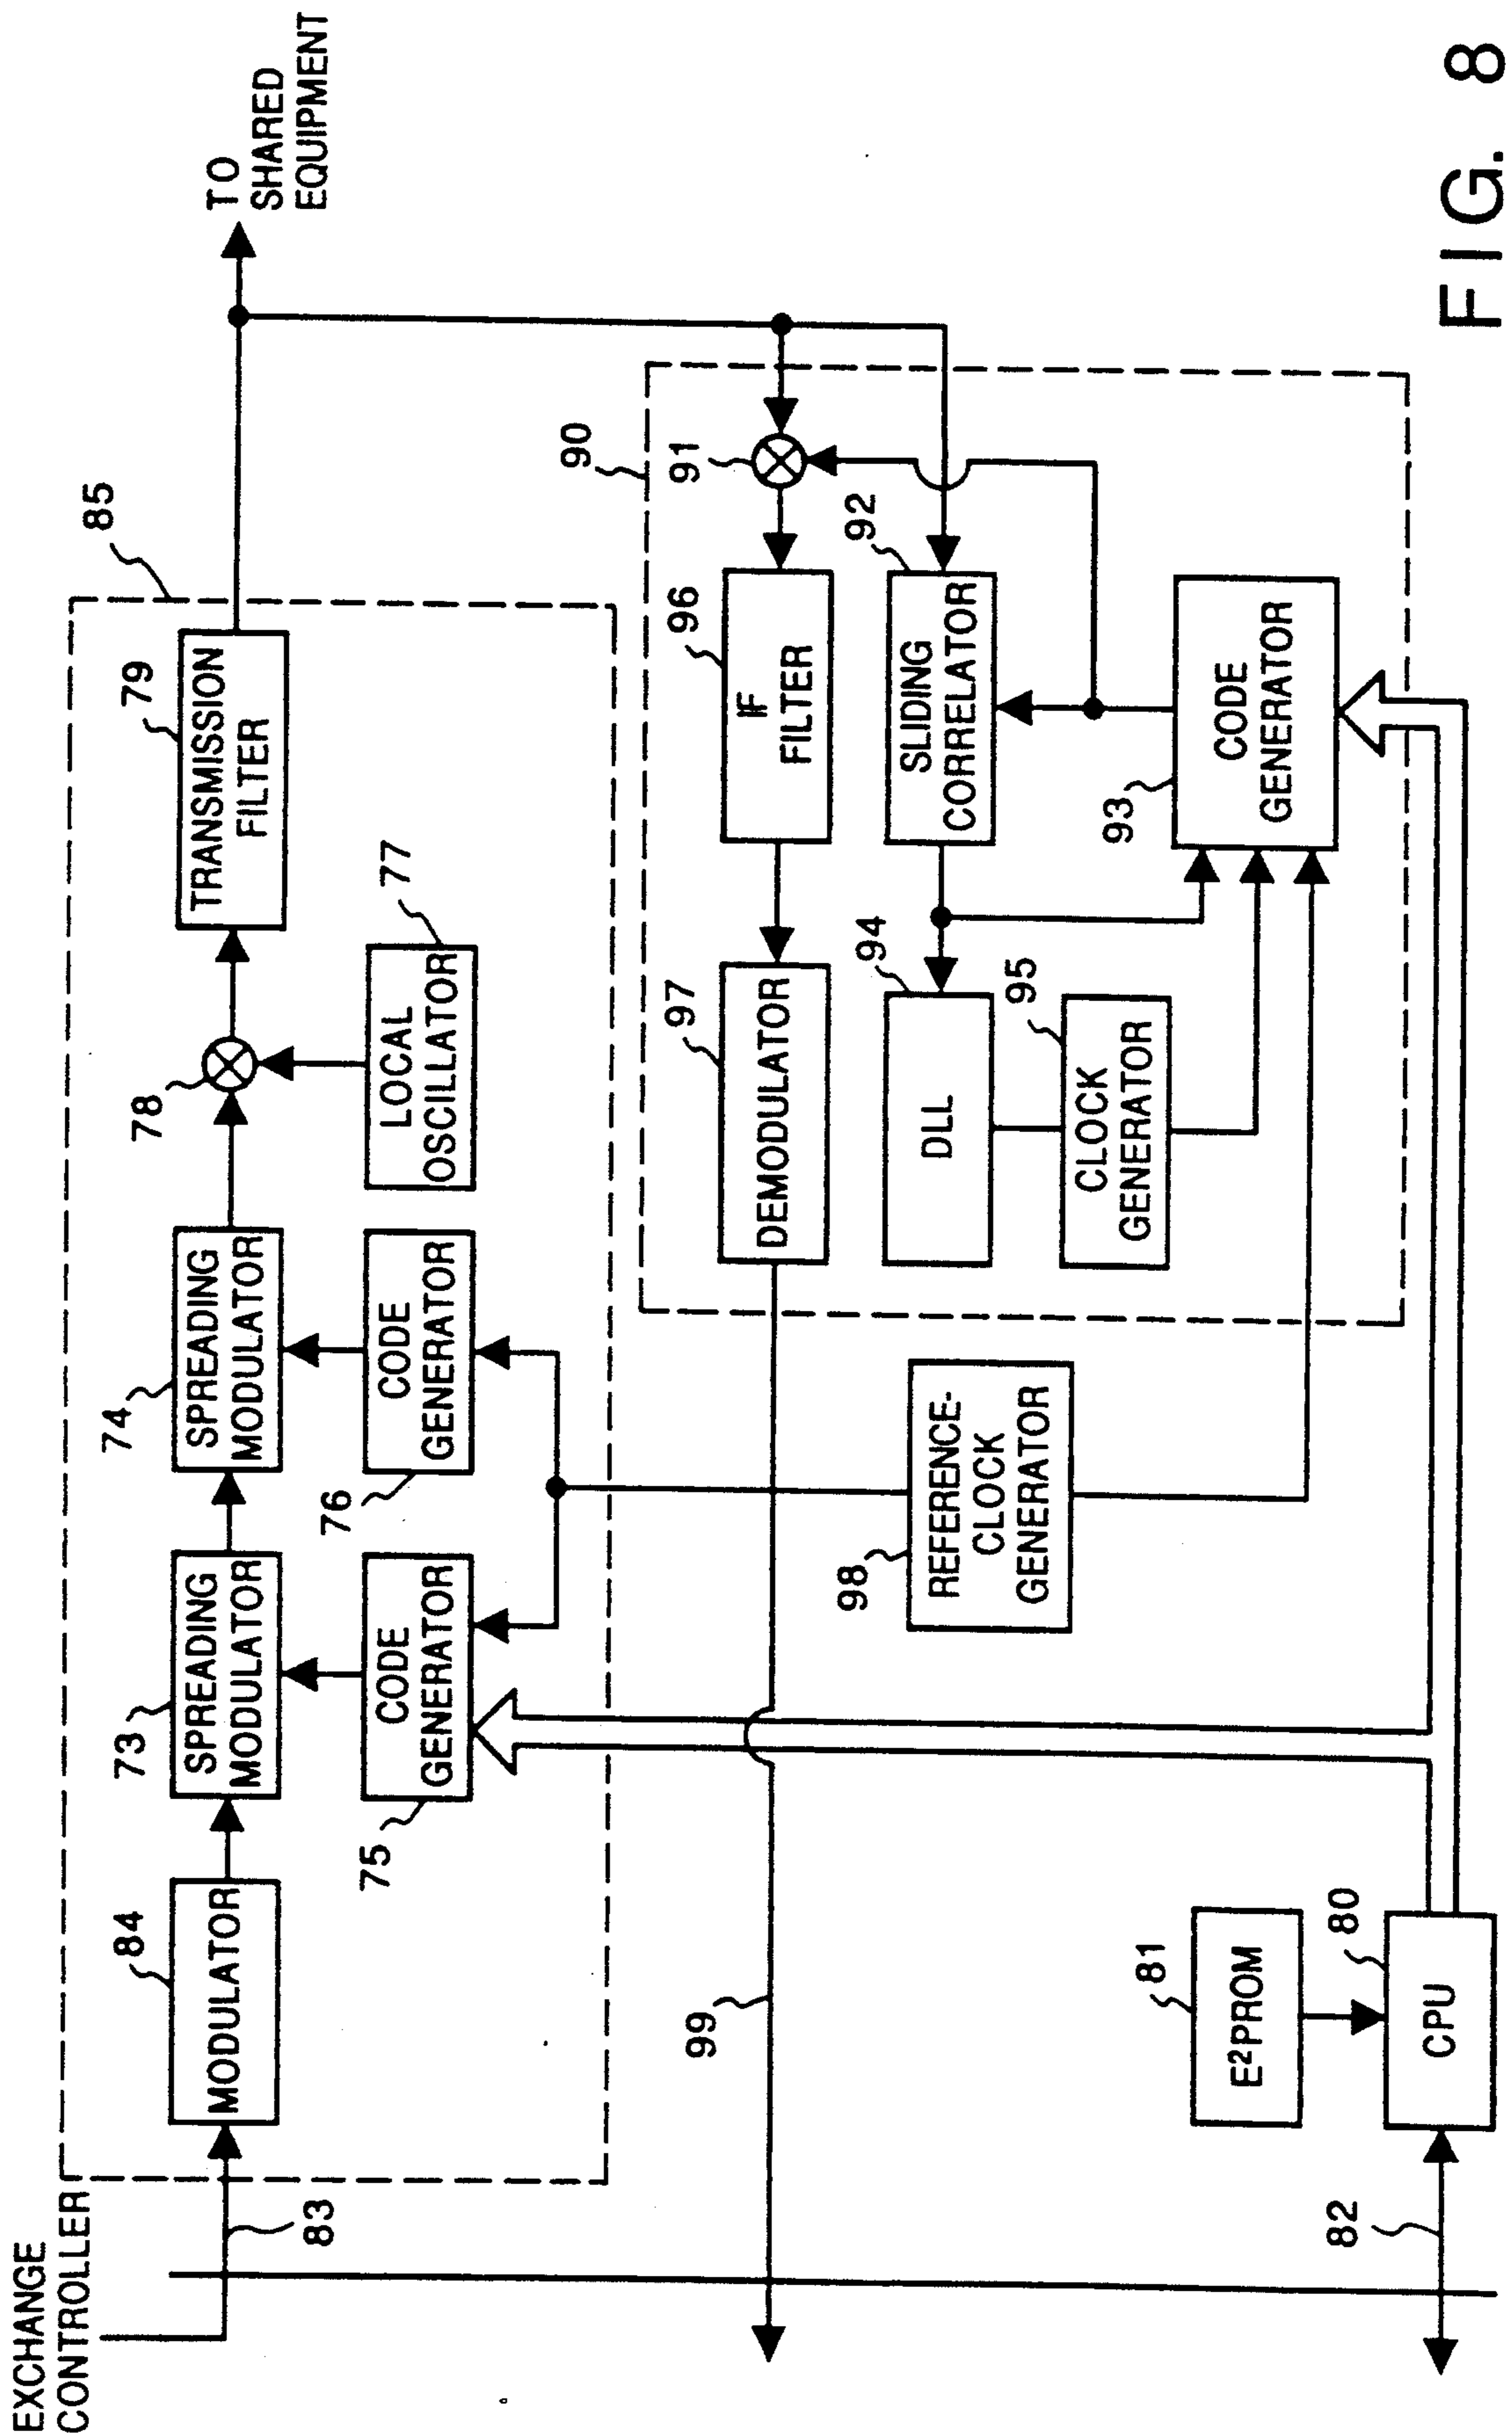 EXCHANGE
CONTROLLER
83
84
MODULATOR
73
SPREADING
MODULATOR
74
SPREADING
MODULATOR
78
79
TRANSMISSION
FILTER
85
TO
SHARED
EQUIPMENT
75
CODE
GENERATOR
76
CODE
GENERATOR
77
LOCAL
OSCILLATOR
99
97
DEMODULATOR
96
IF
FILTER
91
90
98
REFERENCE-
CLOCK
GENERATOR
94
DLL
92
SLIDING
CORRELATOR
95
CLOCK
GENERATOR
93
CODE
GENERATOR
81
E²PROM
82
80
CPU
FIG. 8